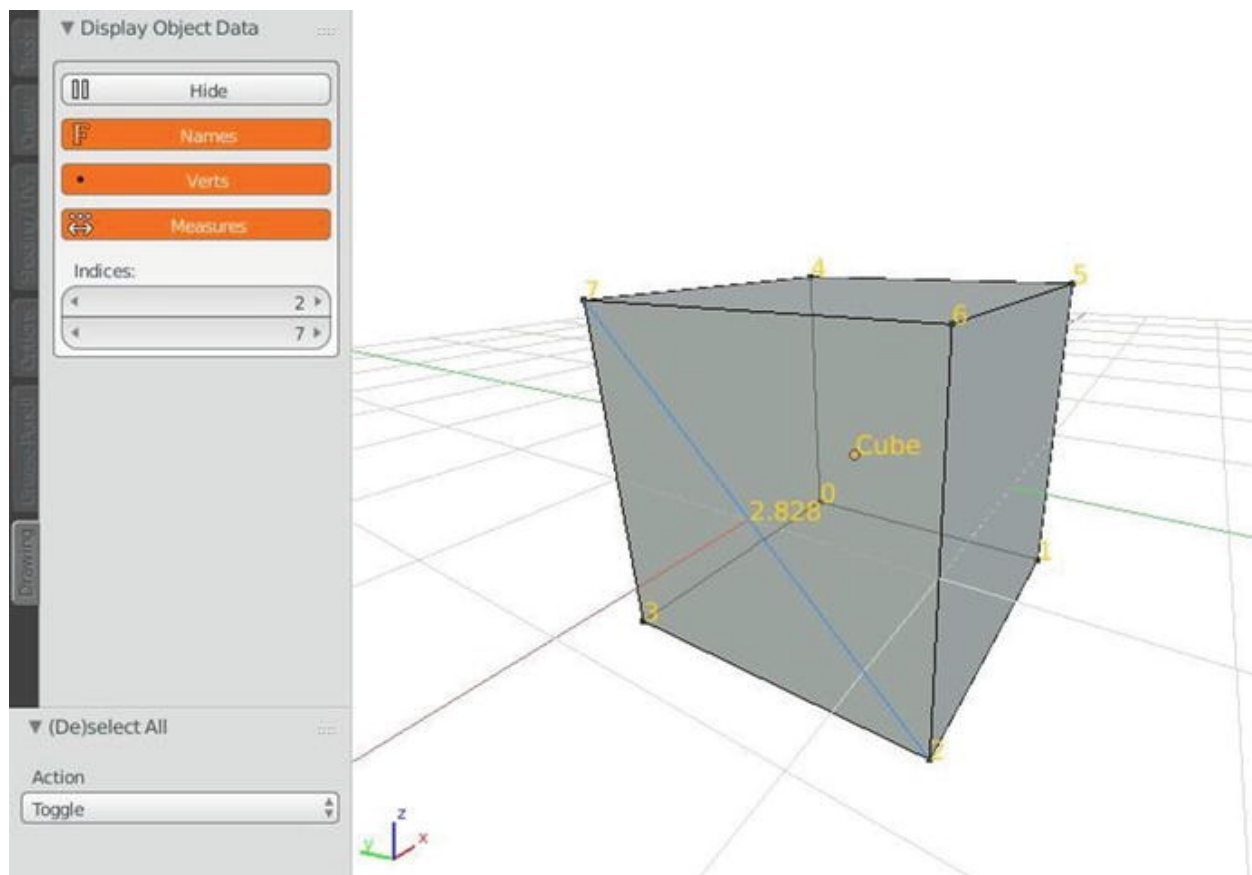 Display Object Data
Hide
F Names
Verts
Measures
Indices:
2
7
Drawing
(De)select All
Action
Toggle
4
5
7
6
Cube
0
2.828
1
3
2
z
x
y